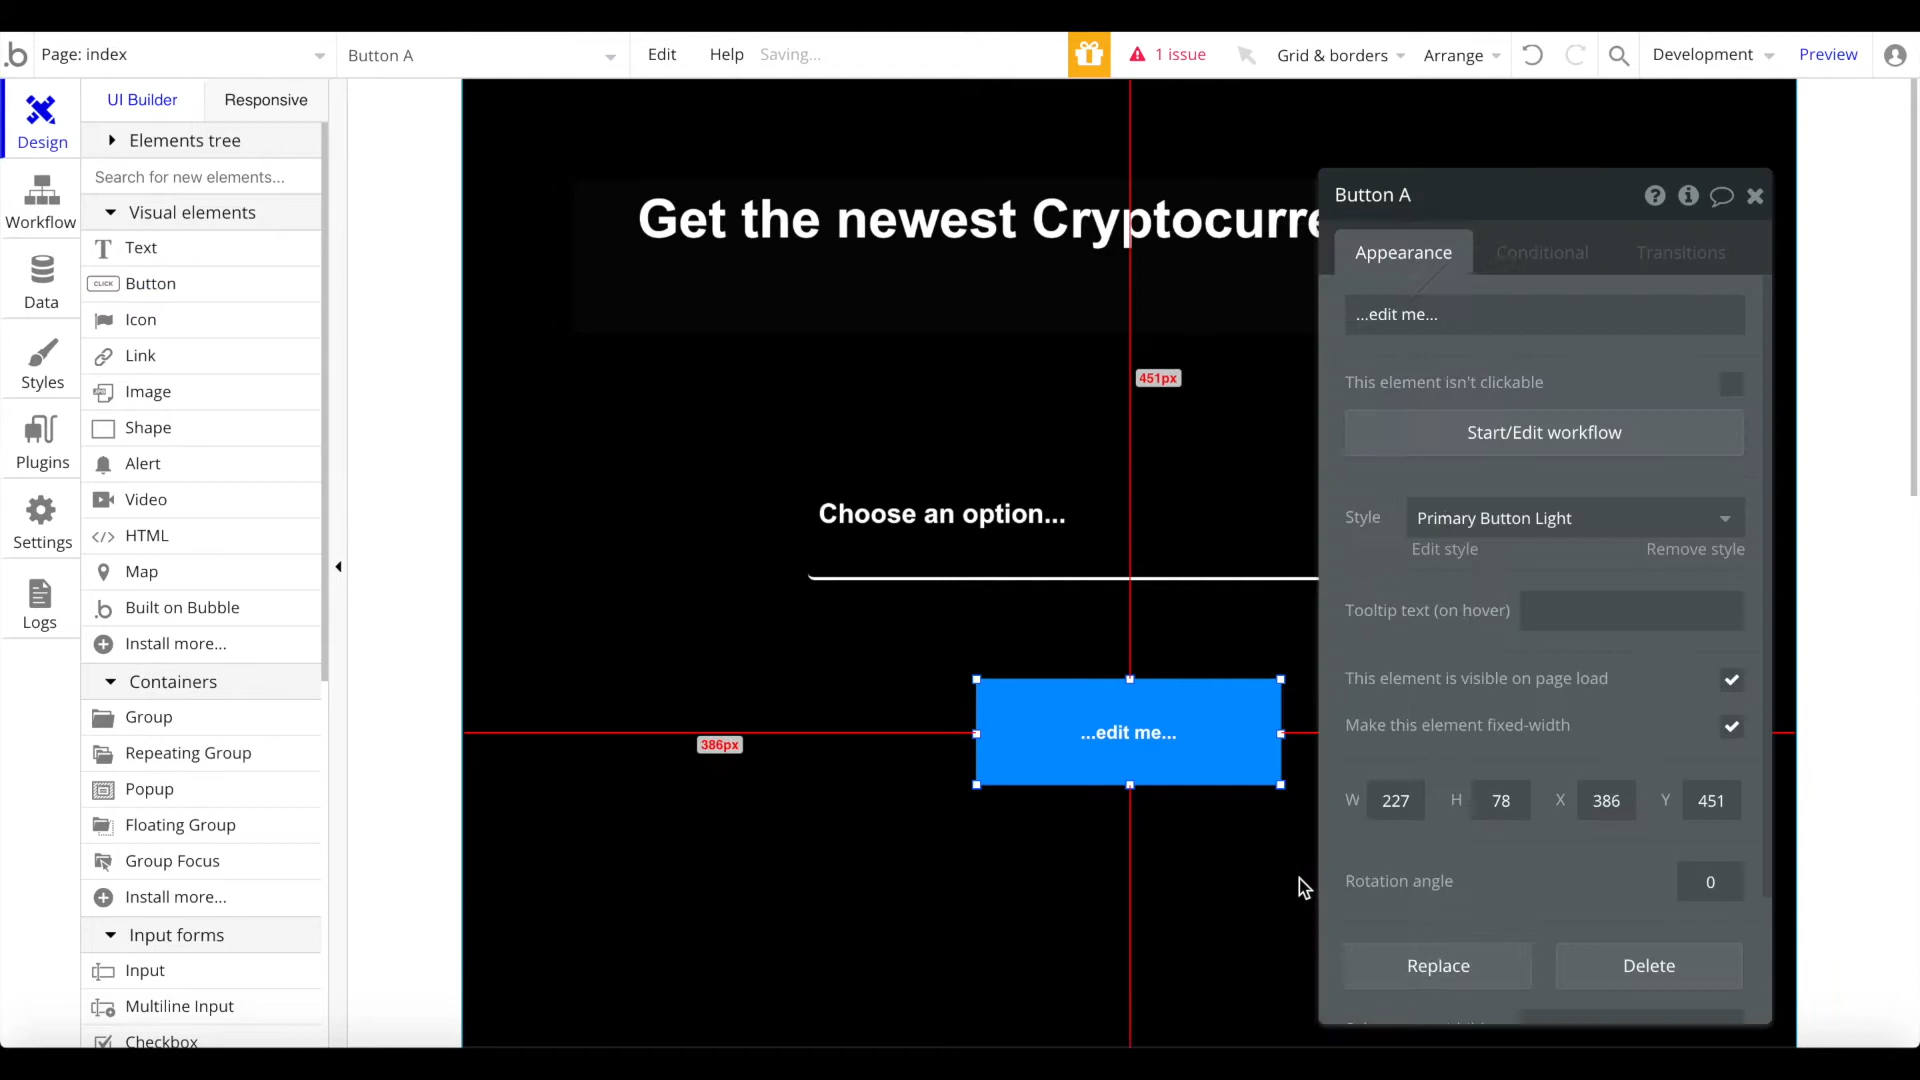 .b Page: index Button A Edit Help Saving... 1 issue Grid & borders Arrange Development Preview
UI Builder Responsive
Design
Elements tree
Search for new elements...
Workflow
Visual elements
Text
Button
CLICK
Icon
Data
Link
Image
Styles
Shape
Alert
Plugins
Video
HTML
Settings
Map
Built on Bubble
Logs
Install more...
Containers
Group
Repeating Group
Popup
Floating Group
Group Focus
Install more...
Input forms
Input
Multiline Input
Checkbox
Get the newest Cryptocurre
451px
Choose an option...
...edit me...
386px
Button A
Appearance Conditional Transitions
...edit me...
This element isn't clickable
Start/Edit workflow
Style Primary Button Light
Edit style Remove style
Tooltip text (on hover)
This element is visible on page load
Make this element fixed-width
W 227 H 78 X 386 Y 451
Rotation angle 0
Replace Delete